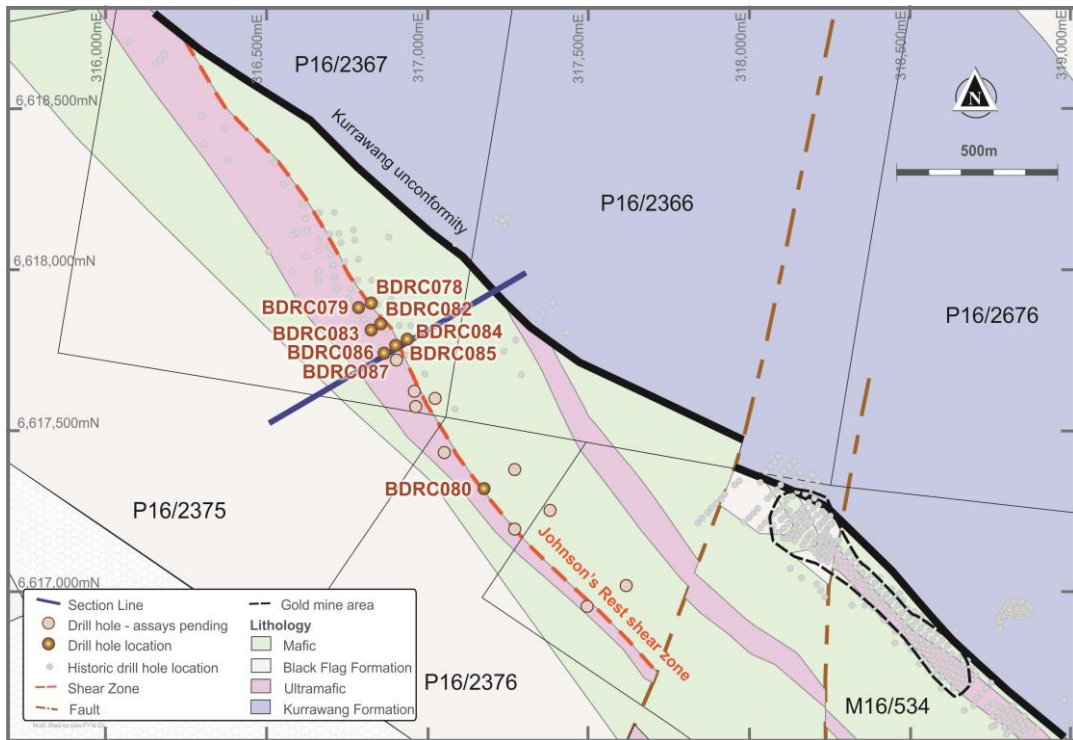 316,000mE
316,500mE
317,000mE
317,500mE
318,000mE
318,500mE
319,000mE
P16/2367
6,618,500mN
N
500m
Kurrawang unconformity
P16/2366
6,618,000mN
BDRC078
BDRC079
BDRC082
BDRC083
BDRC084
BDRC086
BDRC085
BDRC087
P16/2676
6,617,500mN
BDRC080
P16/2375
Johnson's Rest shear zone
6,617,000mN
Section Line
Drill hole - assays pending
Drill hole location
Historic drill hole location
Shear Zone
Fault
Gold mine area
Lithology
Mafic
Black Flag Formation
Ultramafic
Kurrawang Formation
P16/2376
M16/534